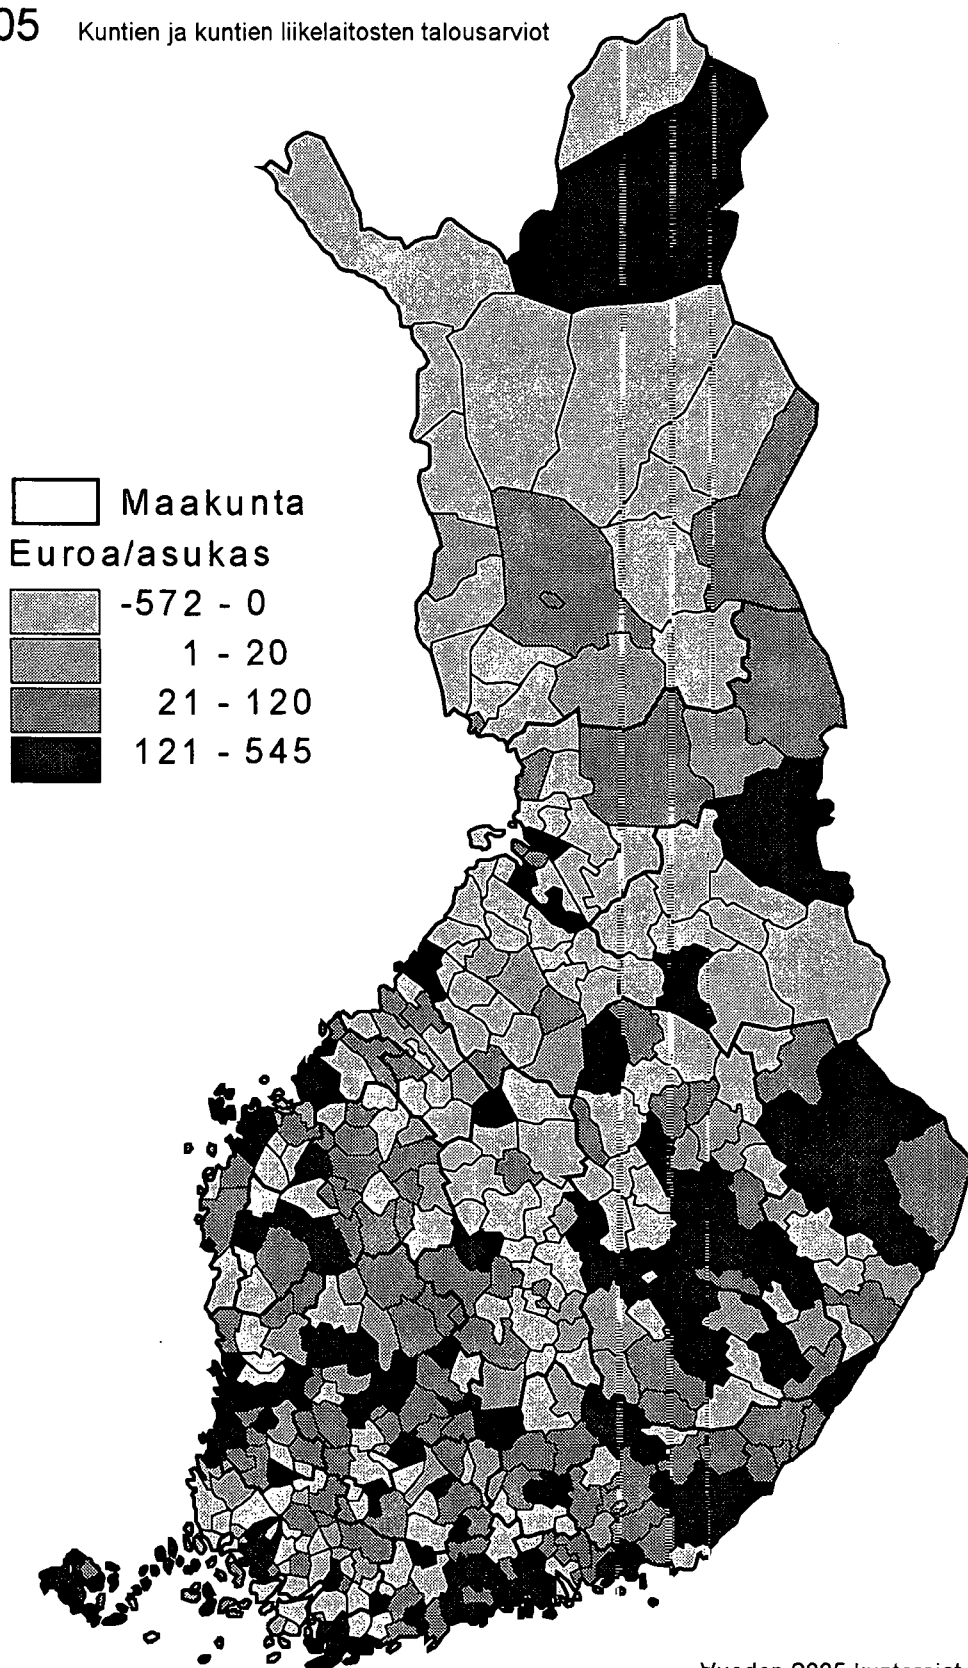 05 Kuntien ja kuntien liikelaitosten talousarviot
Maakunta
Euroa/asukas
-572 - 0
1 - 20
21 - 120
121 - 545